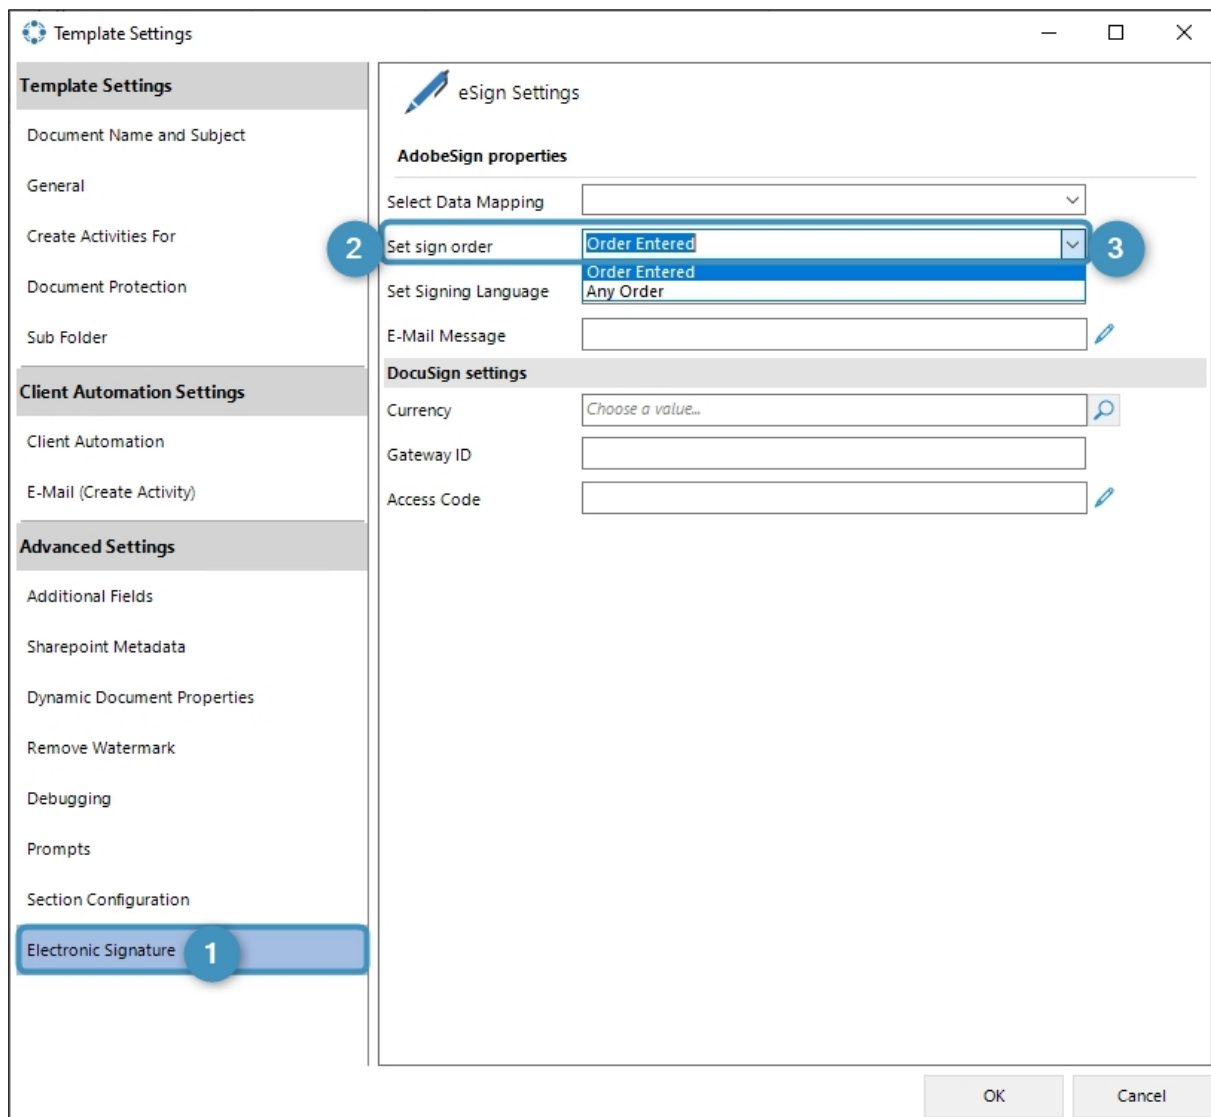 Template Settings
Template Settings
Document Name and Subject
General
Create Activities For
Document Protection
Sub Folder
Client Automation Settings
Client Automation
E-Mail (Create Activity)
Advanced Settings
Additional Fields
Sharepoint Metadata
Dynamic Document Properties
Remove Watermark
Debugging
Prompts
Section Configuration
Electronic Signature 1
eSign Settings
AdobeSign properties
Select Data Mapping
2 Set sign order Order Entered 3
Order Entered
Any Order
Set Signing Language
E-Mail Message
DocuSign settings
Currency Choose a value...
Gateway ID
Access Code
OK Cancel